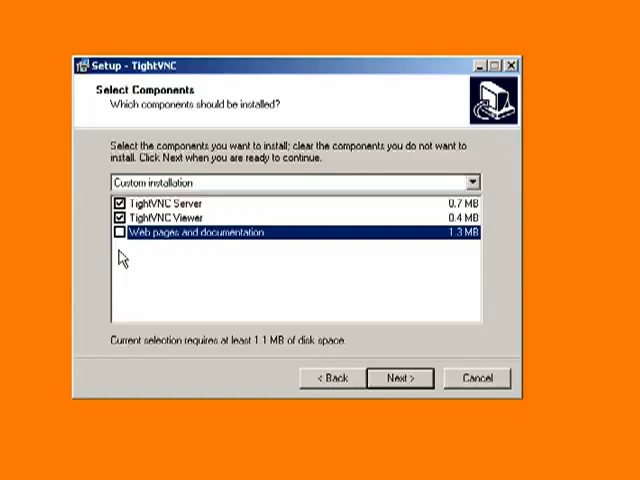 Setup - TightVNC
Select Components
Which components should be installed?
Select the components you want to install; clear the components you do not want to
install. Click Next when you are ready to continue.
Custom installation
TightVNC Server 0.7 MB
TightVNC Viewer 0.4 MB
Web pages and documentation 1.3 MB
Current selection requires at least 1.1 MB of disk space.
< Back Next > Cancel